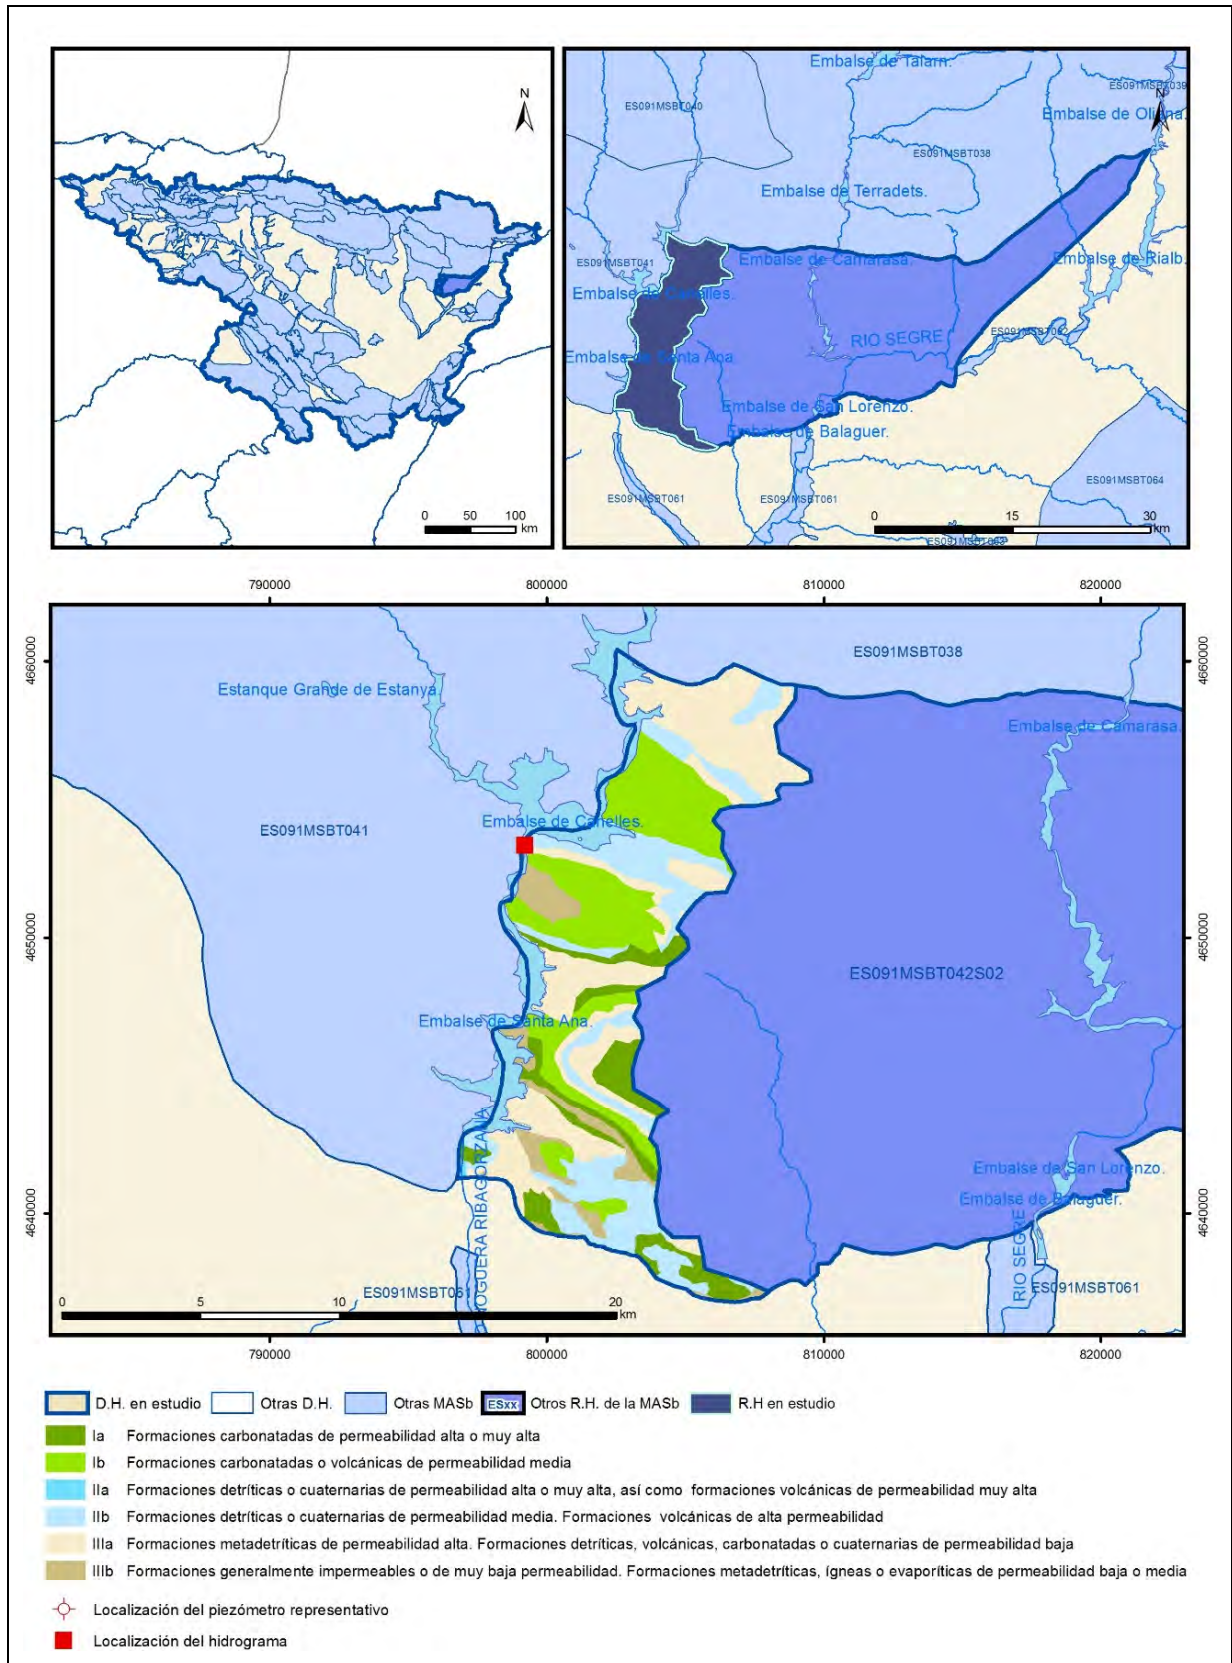 N
0 50 100
km
Embalse de Talarn.
ES091MSBT040
ES091MSBT039
N
Embalse de Oliana.
ES091MSBT038
Embalse de Terradets.
ES091MSBT041
Embalse de Camarasa.
Embalse de Rialb.
Embalse de Canelles.
ES091MSBT062
RIO SEGRE
Embalse de Santa Ana.
Embalse de San Lorenzo.
Embalse de Balaguer.
ES091MSBT064
ES091MSBT061
ES091MSBT061
0 15 30
km
790000 800000 810000 820000
4660000
4660000
ES091MSBT038
Estanque Grande de Estanya.
Embalse de Camarasa.
Embalse de Canelles.
ES091MSBT041
4650000
4650000
ES091MSBT042S02
Embalse de Santa Ana.
NOGUERA RIBAGORZANA
Embalse de San Lorenzo.
Embalse de Balaguer.
4640000
4640000
RIO SEGRE
ES091MSBT061
ES091MSBT061
0 5 10 20
km
790000 800000 810000 820000
D.H. en estudio Otras D.H. Otras MASb ESxx Otros R.H. de la MASb R.H en estudio
Ia Formaciones carbonatadas de permeabilidad alta o muy alta
Ib Formaciones carbonatadas o volcánicas de permeabilidad media
IIa Formaciones detríticas o cuaternarias de permeabilidad alta o muy alta, así como formaciones volcánicas de permeabilidad muy alta
IIb Formaciones detríticas o cuaternarias de permeabilidad media. Formaciones volcánicas de alta permeabilidad
IIIa Formaciones metadetríticas de permeabilidad alta. Formaciones detríticas, volcánicas, carbonatadas o cuaternarias de permeabilidad baja
IIIb Formaciones generalmente impermeables o de muy baja permeabilidad. Formaciones metadetríticas, ígneas o evaporíticas de permeabilidad baja o media
Localización del piezómetro representativo
Localización del hidrograma